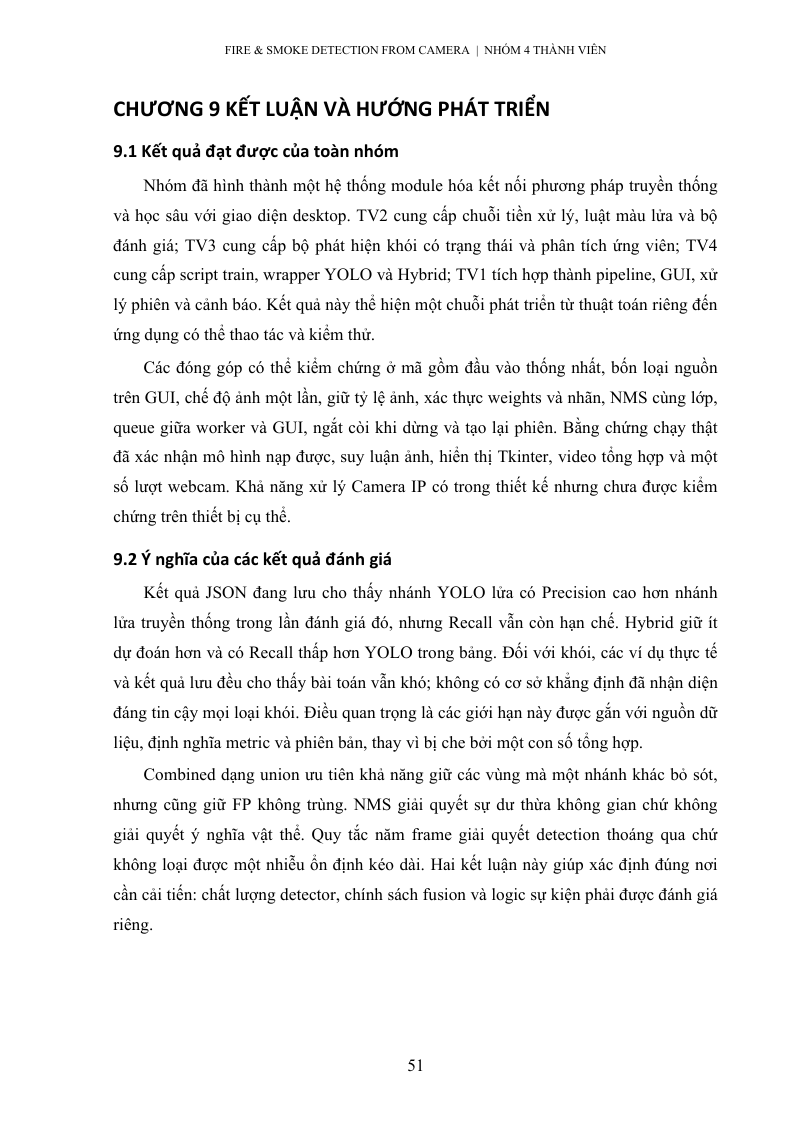 FIRE & SMOKE DETECTION FROM CAMERA | NHÓM 4 THÀNH VIÊN
CHƯƠNG 9 KẾT LUẬN VÀ HƯỚNG PHÁT TRIỂN
9.1 Kết quả đạt được của toàn nhóm
Nhóm đã hình thành một hệ thống module hóa kết nối phương pháp truyền thống
và học sâu với giao diện desktop. TV2 cung cấp chuỗi tiền xử lý, luật màu lửa và bộ
đánh giá; TV3 cung cấp bộ phát hiện khói có trạng thái và phân tích ứng viên; TV4
cung cấp script train, wrapper YOLO và Hybrid; TV1 tích hợp thành pipeline, GUI, xử
lý phiên và cảnh báo. Kết quả này thể hiện một chuỗi phát triển từ thuật toán riêng đến
ứng dụng có thể thao tác và kiểm thử.
Các đóng góp có thể kiểm chứng ở mã gồm đầu vào thống nhất, bốn loại nguồn
trên GUI, chế độ ảnh một lần, giữ tỷ lệ ảnh, xác thực weights và nhãn, NMS cùng lớp,
queue giữa worker và GUI, ngắt còi khi dừng và tạo lại phiên. Bằng chứng chạy thật
đã xác nhận mô hình nạp được, suy luận ảnh, hiển thị Tkinter, video tổng hợp và một
số lượt webcam. Khả năng xử lý Camera IP có trong thiết kế nhưng chưa được kiểm
chứng trên thiết bị cụ thể.
9.2 Ý nghĩa của các kết quả đánh giá
Kết quả JSON đang lưu cho thấy nhánh YOLO lửa có Precision cao hơn nhánh
lửa truyền thống trong lần đánh giá đó, nhưng Recall vẫn còn hạn chế. Hybrid giữ ít
dự đoán hơn và có Recall thấp hơn YOLO trong bảng. Đối với khói, các ví dụ thực tế
và kết quả lưu đều cho thấy bài toán vẫn khó; không có cơ sở khẳng định đã nhận diện
đáng tin cậy mọi loại khói. Điều quan trọng là các giới hạn này được gắn với nguồn dữ
liệu, định nghĩa metric và phiên bản, thay vì bị che bởi một con số tổng hợp.
Combined dạng union ưu tiên khả năng giữ các vùng mà một nhánh khác bỏ sót,
nhưng cũng giữ FP không trùng. NMS giải quyết sự dư thừa không gian chứ không
giải quyết ý nghĩa vật thể. Quy tắc năm frame giải quyết detection thoáng qua chứ
không loại được một nhiễu ổn định kéo dài. Hai kết luận này giúp xác định đúng nơi
cần cải tiến: chất lượng detector, chính sách fusion và logic sự kiện phải được đánh giá
riêng.
51